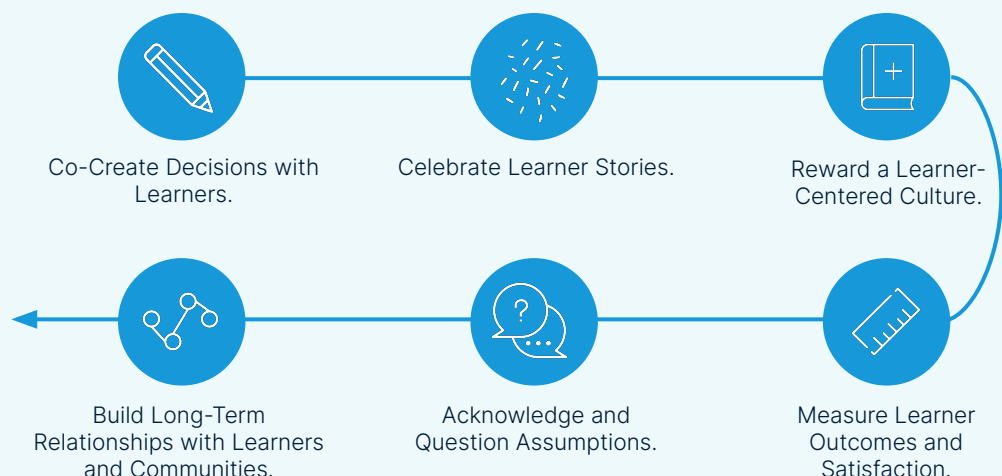 Co-Create Decisions with
Learners.
Celebrate Learner Stories.
Reward a Learner-
Centered Culture.
?
Build Long-Term
Relationships with Learners
and Communities.
Acknowledge and
Question Assumptions.
Measure Learner
Outcomes and
Satisfaction.